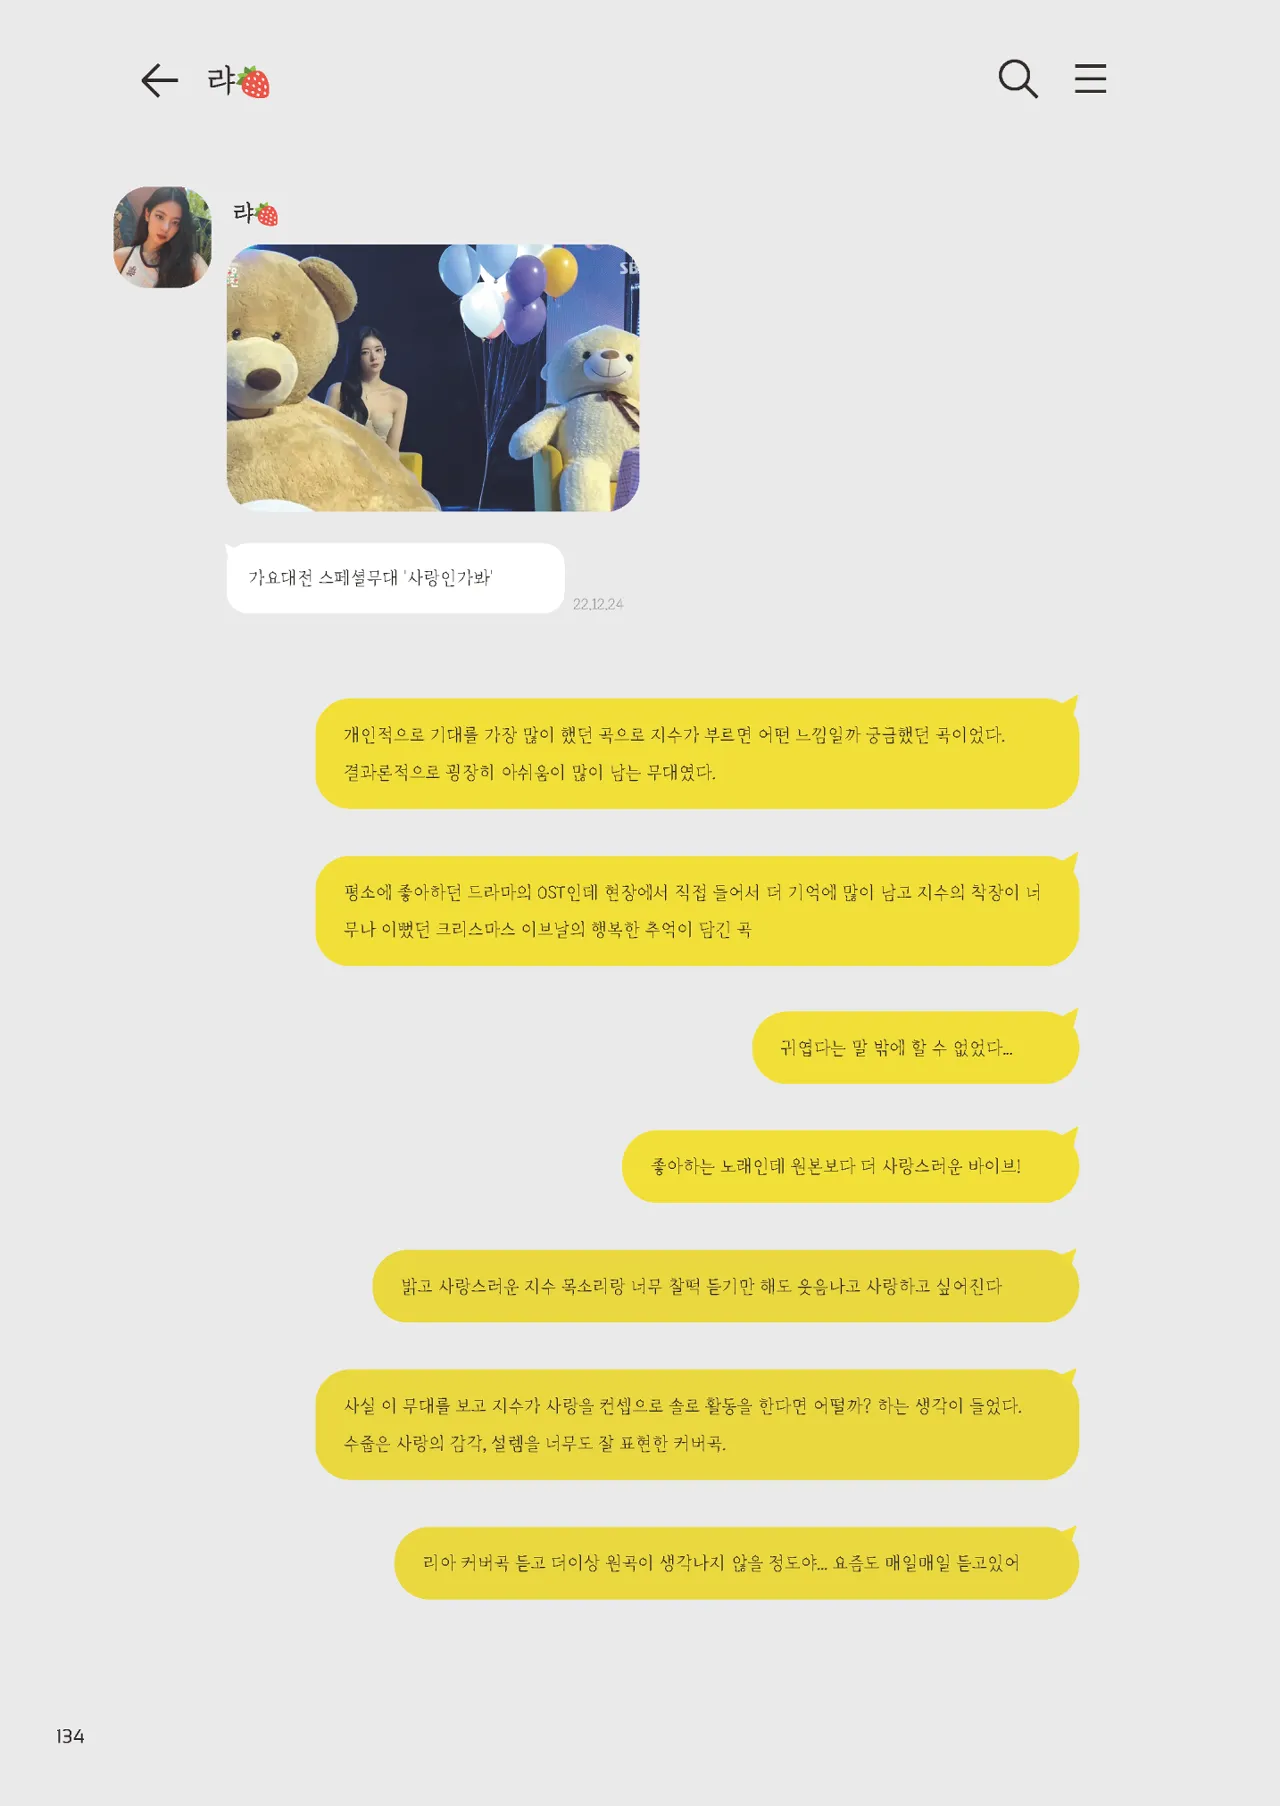 랴🍓
랴🍓
SB
가요대전 스페셜무대 '사랑인가봐'
22.12.24
개인적으로 기대를 가장 많이 했던 곡으로 지수가 부르면 어떤 느낌일까 궁금했던 곡이었다.
결과론적으로 굉장히 아쉬움이 많이 남는 무대였다.
평소에 좋아하던 드라마의 OST인데 현장에서 직접 들어서 더 기억에 많이 남고 지수의 착장이 너
무나 이뻤던 크리스마스 이브날의 행복한 추억이 담긴 곡
귀엽다는 말 밖에 할 수 없었다...
좋아하는 노래인데 원본보다 더 사랑스러운 바이브!
밝고 사랑스러운 지수 목소리랑 너무 찰떡 듣기만 해도 웃음나고 사랑하고 싶어진다
사실 이 무대를 보고 지수가 사랑을 컨셉으로 솔로 활동을 한다면 어떨까? 하는 생각이 들었다.
수줍은 사랑의 감각, 설렘을 너무도 잘 표현한 커버곡.
리아 커버곡 듣고 더이상 원곡이 생각나지 않을 정도야... 요즘도 매일매일 듣고있어
134